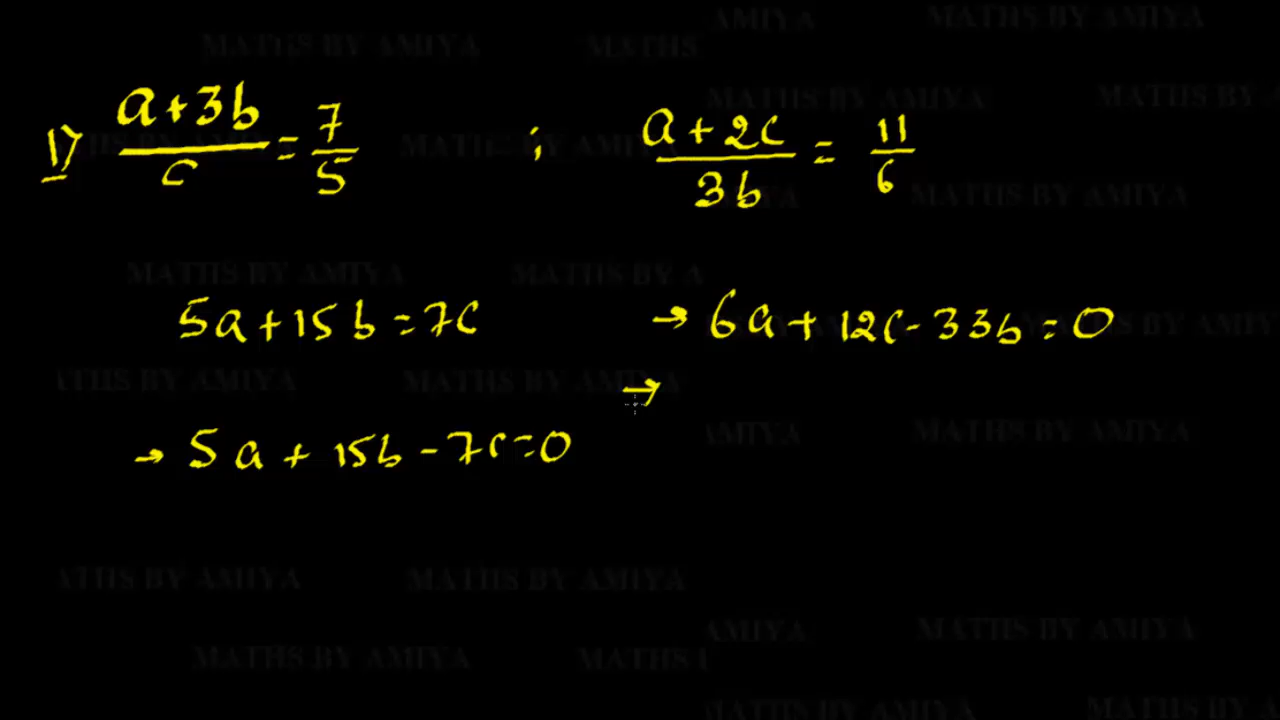 1) (a+3b)/c = 7/5 ; (a+2c)/3b = 11/6
5a+15b=7c → 6a+12c-33b=0
→
→ 5a+15b-7c=0
MATHS BY AMIYA